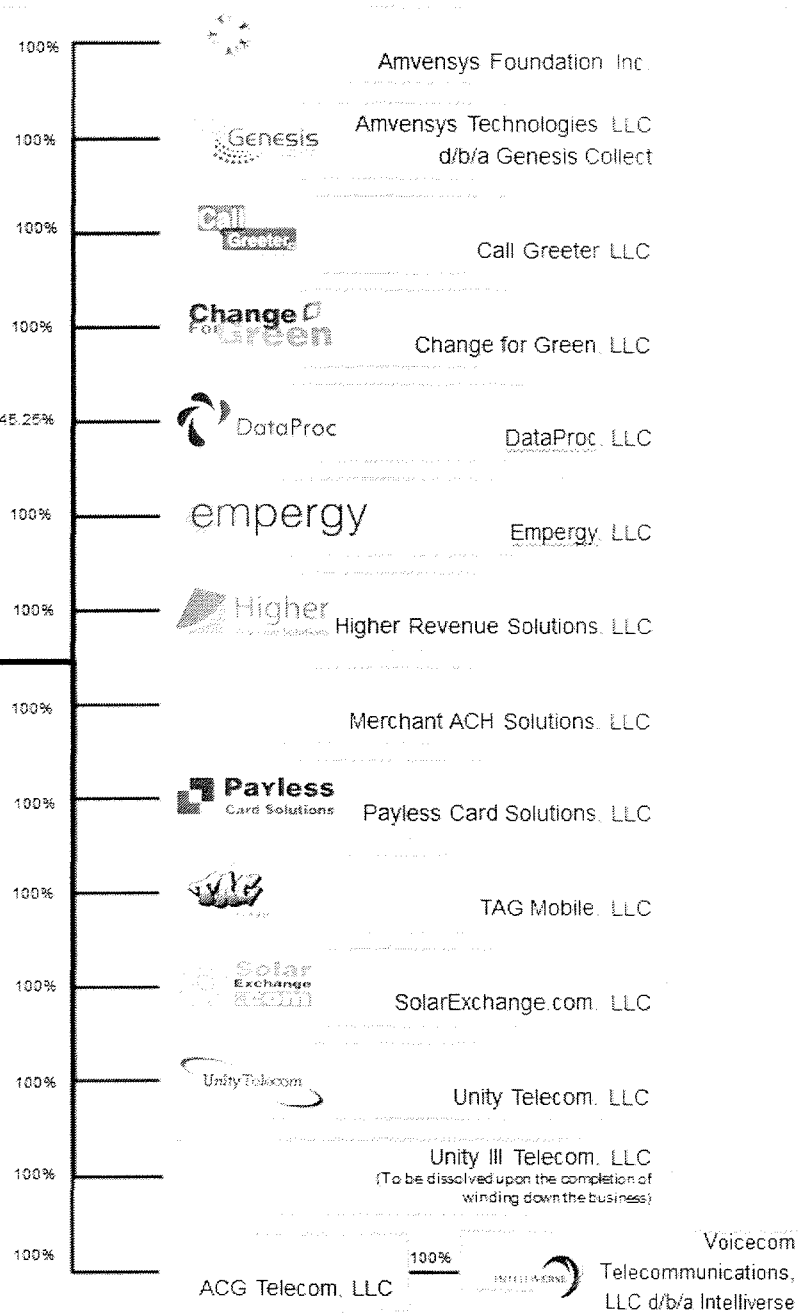 100%
Amvensys Foundation Inc.
100%
Genesis
Amvensys Technologies LLC
d/b/a Genesis Collect
100%
Call
Greeter
Call Greeter LLC
100%
Change
For Green
Change for Green, LLC
45.25%
DataProc
DataProc, LLC
100%
empergy
Empergy, LLC
100%
Higher
Higher Revenue Solutions, LLC
100%
Merchant ACH Solutions, LLC
100%
Payless
Card Solutions
Payless Card Solutions, LLC
100%
TAG Mobile, LLC
100%
Solar
Exchange
.com
SolarExchange.com, LLC
100%
Unity Telecom
Unity Telecom, LLC
100%
Unity III Telecom, LLC
(To be dissolved upon the completion of
winding down the business)
100%
ACG Telecom, LLC
100%
INTELLIVERSE
Voicecom
Telecommunications,
LLC d/b/a Intelliverse